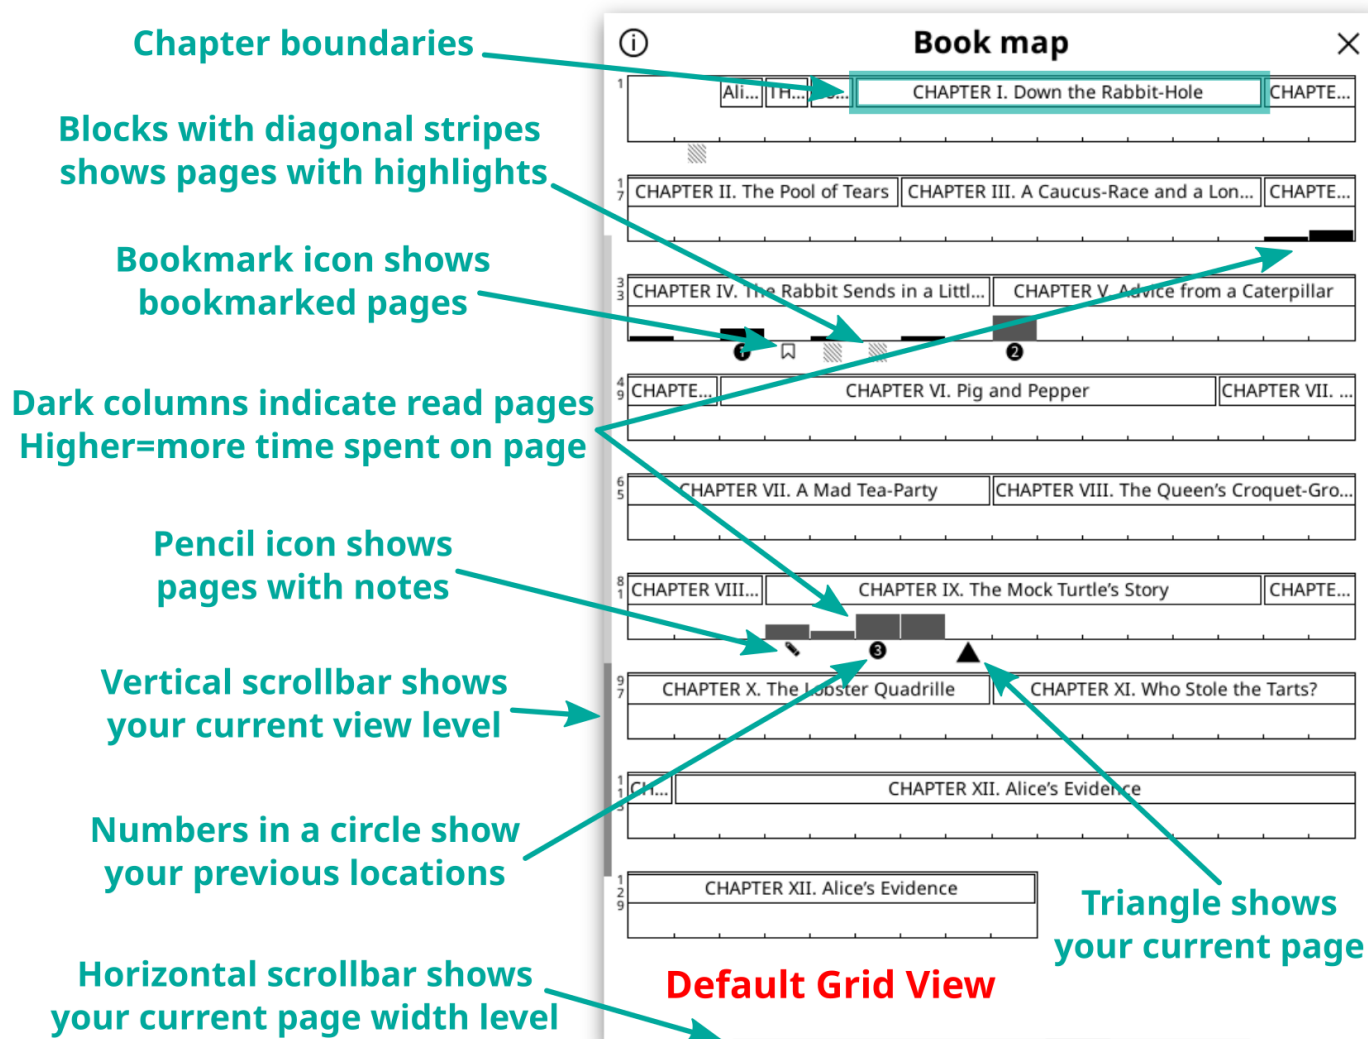 Chapter boundaries
Blocks with diagonal stripes
shows pages with highlights
Bookmark icon shows
bookmarked pages
Dark columns indicate read pages
Higher=more time spent on page
Pencil icon shows
pages with notes
Vertical scrollbar shows
your current view level
Numbers in a circle show
your previous locations
Horizontal scrollbar shows
your current page width level
Book map
1
Ali... TH... CHAPTER I. Down the Rabbit-Hole CHAPTE...
17
CHAPTER II. The Pool of Tears CHAPTER III. A Caucus-Race and a Lon... CHAPTE...
33
CHAPTER IV. The Rabbit Sends in a Littl... CHAPTER V. Advice from a Caterpillar
1 2
49
CHAPTE... CHAPTER VI. Pig and Pepper CHAPTER VII. ...
65
CHAPTER VII. A Mad Tea-Party CHAPTER VIII. The Queen's Croquet-Gro...
81
CHAPTER VIII... CHAPTER IX. The Mock Turtle's Story CHAPTE...
3
97
CHAPTER X. The Lobster Quadrille CHAPTER XI. Who Stole the Tarts?
113
CH... CHAPTER XII. Alice's Evidence
129
CHAPTER XII. Alice's Evidence
Triangle shows
your current page
Default Grid View